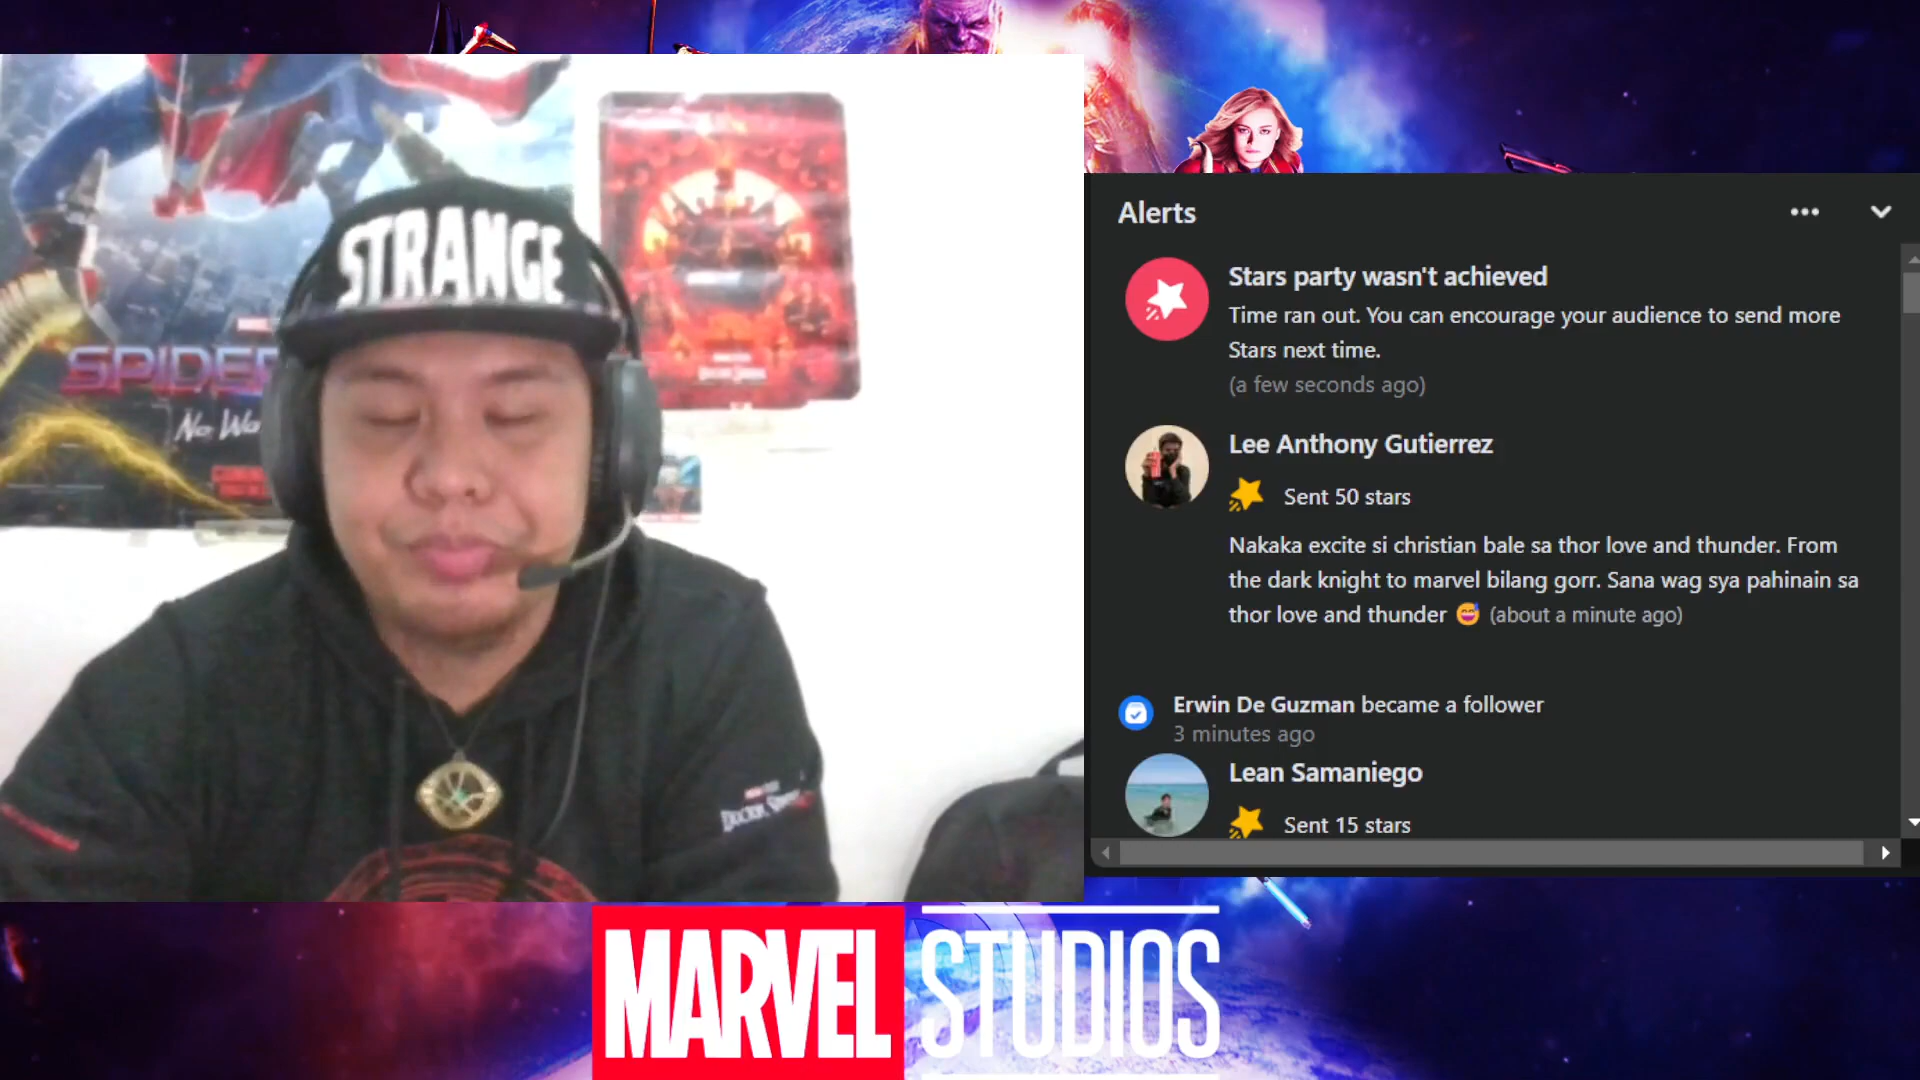 STRANGE
SPIDER
No Wa
DOCTOR STRANGE
Alerts
Stars party wasn't achieved
Time ran out. You can encourage your audience to send more
Stars next time.
(a few seconds ago)
Lee Anthony Gutierrez
Sent 50 stars
Nakaka excite si christian bale sa thor love and thunder. From
the dark knight to marvel bilang gorr. Sana wag sya pahinain sa
thor love and thunder 😅 (about a minute ago)
Erwin De Guzman became a follower
3 minutes ago
Lean Samaniego
Sent 15 stars
MARVEL STUDIOS